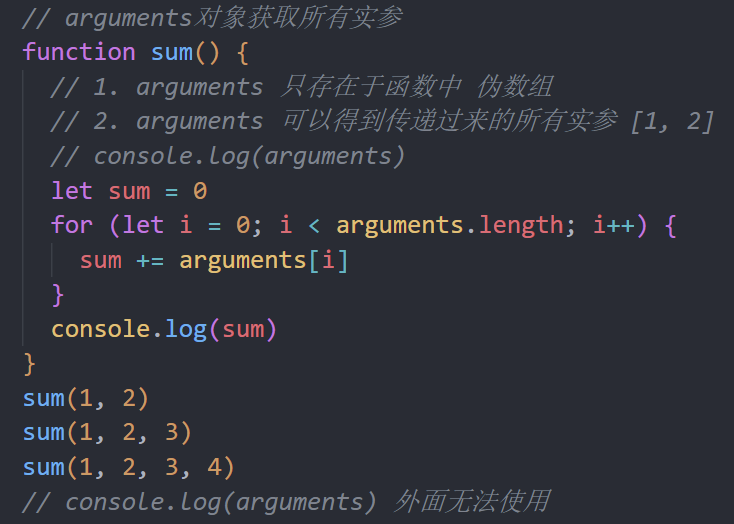 // arguments对象获取所有实参
function sum() {
  // 1. arguments 只存在于函数中 伪数组
  // 2. arguments 可以得到传递过来的所有实参 [1, 2]
  // console.log(arguments)
  let sum = 0
  for (let i = 0; i < arguments.length; i++) {
    sum += arguments[i]
  }
  console.log(sum)
}
sum(1, 2)
sum(1, 2, 3)
sum(1, 2, 3, 4)
// console.log(arguments) 外面无法使用